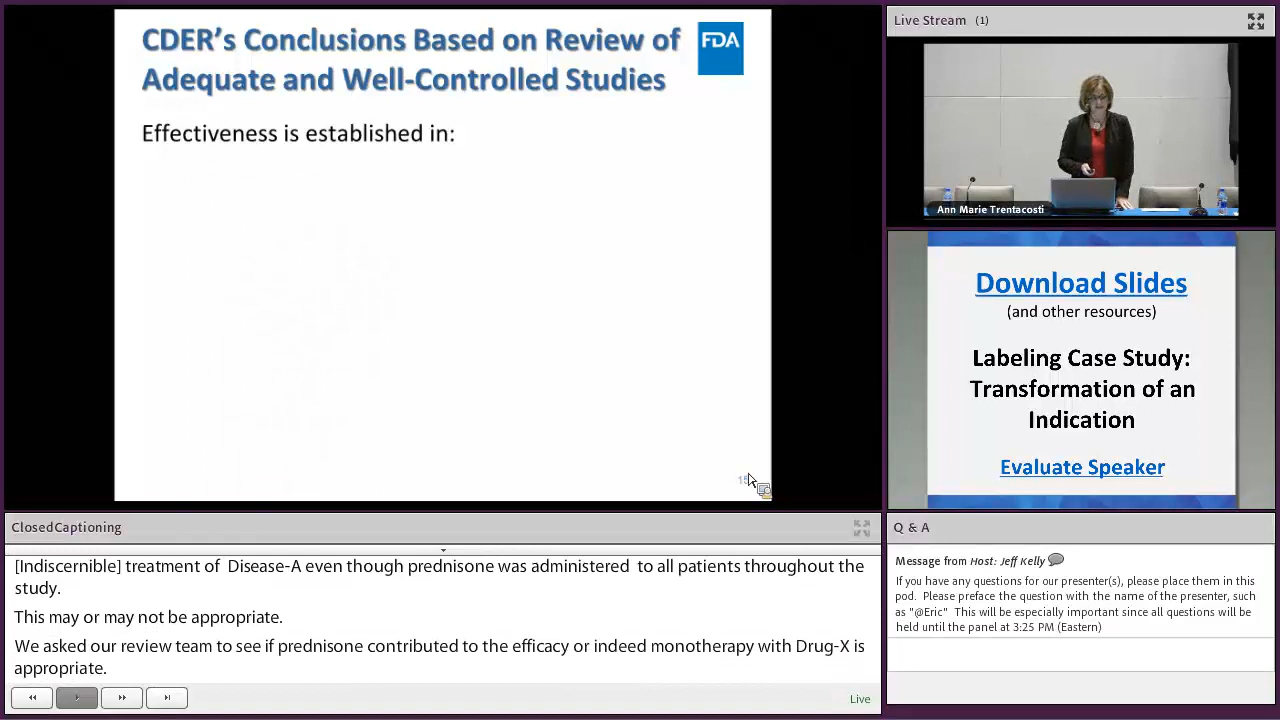 CDER's Conclusions Based on Review of
Adequate and Well-Controlled Studies
FDA
Effectiveness is established in:
Live Stream (1)
Ann Marie Trentacosti
Download Slides
(and other resources)
Labeling Case Study:
Transformation of an
Indication
Evaluate Speaker
ClosedCaptioning
[Indiscernible] treatment of Disease-A even though prednisone was administered to all patients throughout the
study.
This may or may not be appropriate.
We asked our review team to see if prednisone contributed to the efficacy or indeed monotherapy with Drug-X is
appropriate.
Live
Q & A
Message from Host: Jeff Kelly
If you have any questions for our presenter(s), please place them in this
pod. Please preface the question with the name of the presenter, such
as "@Eric" This will be especially important since all questions will be
held until the panel at 3:25 PM (Eastern)